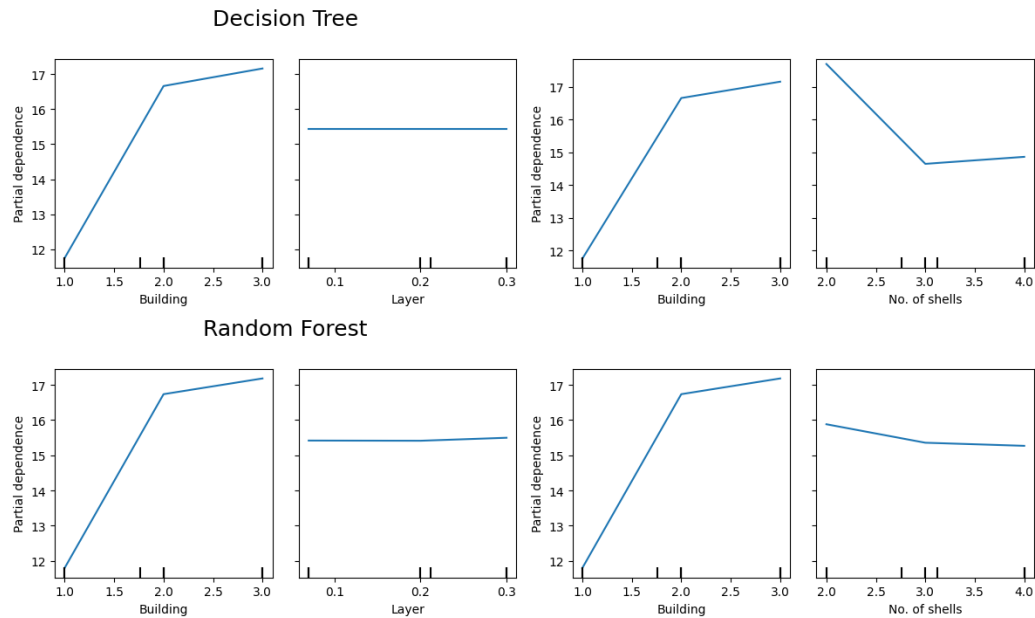 Decision Tree
Partial dependence
17
16
15
14
13
12
1.0 1.5 2.0 2.5 3.0
Building
0.1 0.2 0.3
Layer
Partial dependence
17
16
15
14
13
12
1.0 1.5 2.0 2.5 3.0
Building
2.0 2.5 3.0 3.5 4.0
No. of shells
Random Forest
Partial dependence
17
16
15
14
13
12
1.0 1.5 2.0 2.5 3.0
Building
0.1 0.2 0.3
Layer
Partial dependence
17
16
15
14
13
12
1.0 1.5 2.0 2.5 3.0
Building
2.0 2.5 3.0 3.5 4.0
No. of shells